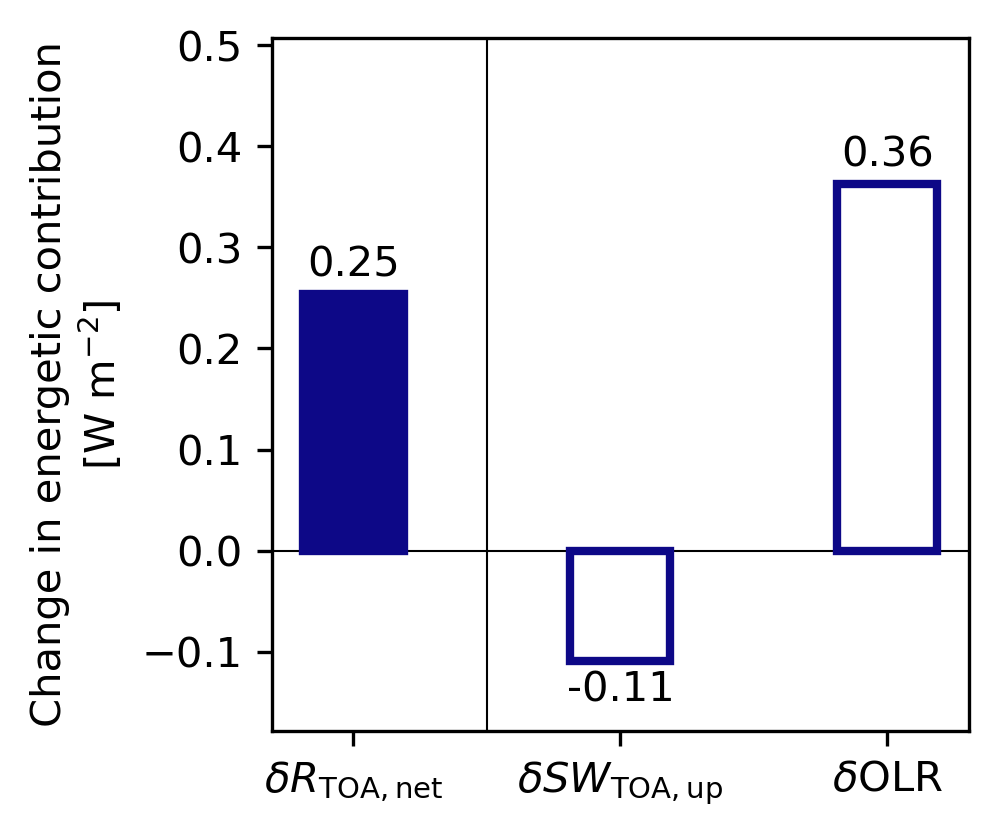 Change in energetic contribution
[W m⁻²]
0.5
0.4
0.3
0.2
0.1
0.0
−0.1
0.25
-0.11
0.36
δR_TOA, net
δSW_TOA, up
δOLR